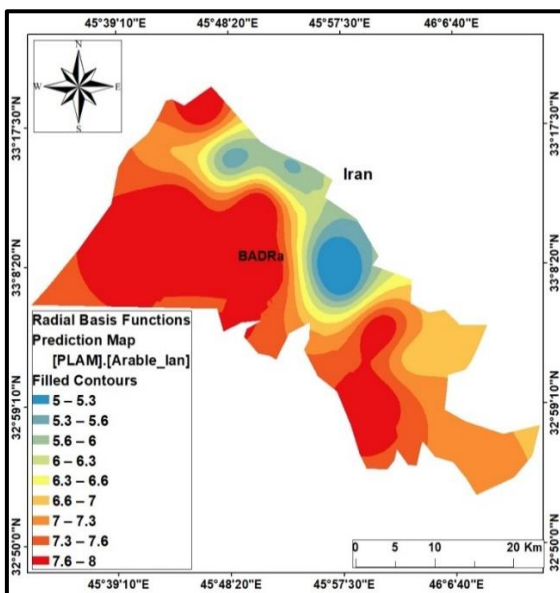 45°39'10"E 45°48'20"E 45°57'30"E 46°6'40"E
N
W E
S
33°17'30"N 33°17'30"N
Iran
BADRa
33°8'20"N 33°8'20"N
Radial Basis Functions
Prediction Map
[PLAM].[Arable_lan]
Filled Contours
5 – 5.3
5.3 – 5.6
5.6 – 6
6 – 6.3
6.3 – 6.6
6.6 – 7
7 – 7.3
7.3 – 7.6
7.6 – 8
32°59'10"N 32°59'10"N
32°50'0"N 32°50'0"N
0 5 10 20 Km
45°39'10"E 45°48'20"E 45°57'30"E 46°6'40"E